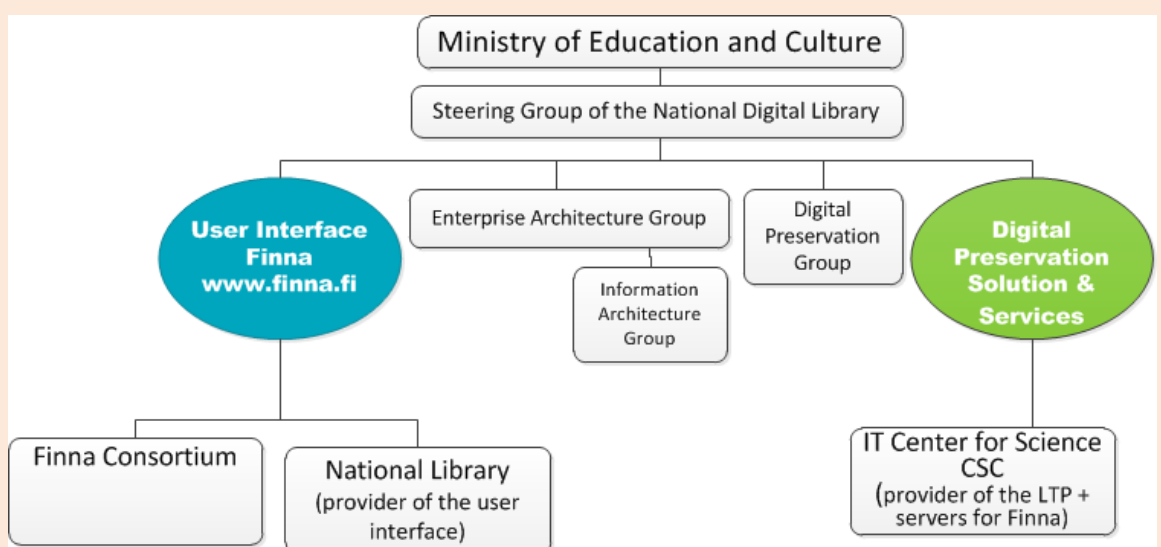 Ministry of Education and Culture
Steering Group of the National Digital Library
User Interface
Finna
www.finna.fi
Enterprise Architecture Group
Information
Architecture
Group
Digital
Preservation
Group
Digital
Preservation
Solution &
Services
Finna Consortium
National Library
(provider of the user
interface)
IT Center for Science
CSC
(provider of the LTP +
servers for Finna)